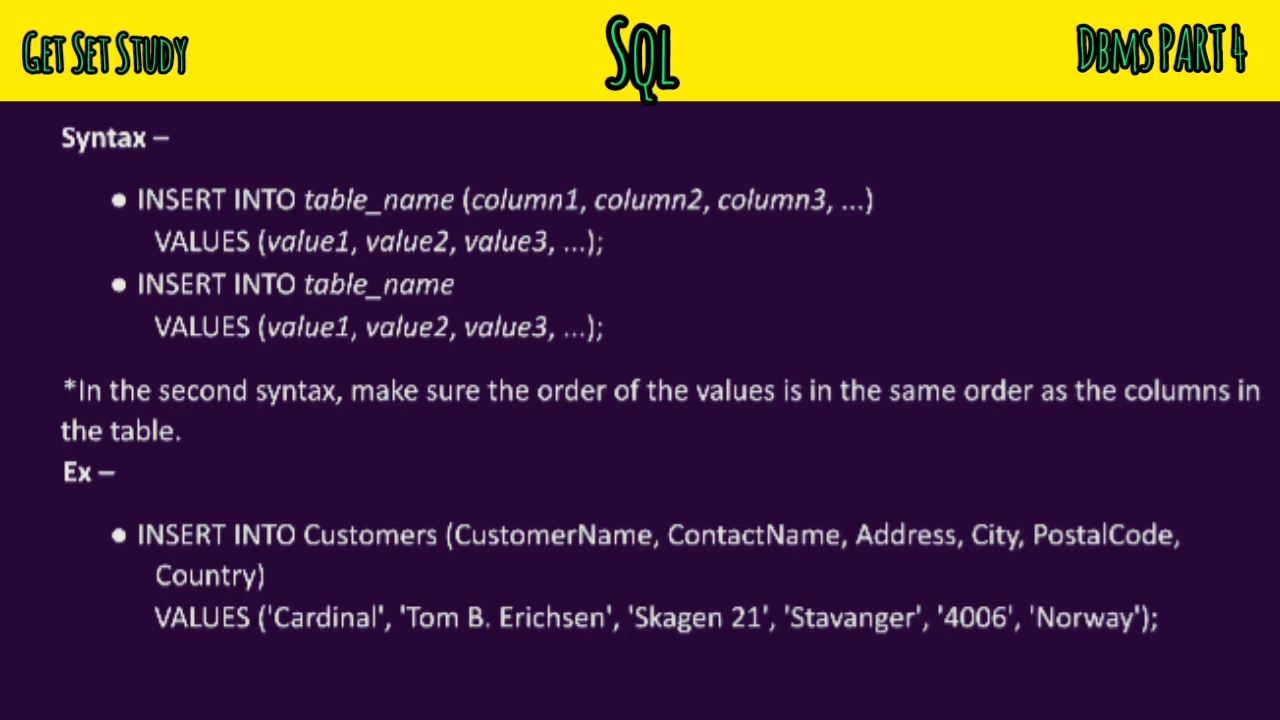 Get Set Study
Sql
Dbms PART 4
Syntax –
● INSERT INTO table_name (column1, column2, column3, ...)
VALUES (value1, value2, value3, ...);
● INSERT INTO table_name
VALUES (value1, value2, value3, ...);
*In the second syntax, make sure the order of the values is in the same order as the columns in
the table.
Ex –
● INSERT INTO Customers (CustomerName, ContactName, Address, City, PostalCode,
Country)
VALUES ('Cardinal', 'Tom B. Erichsen', 'Skagen 21', 'Stavanger', '4006', 'Norway');